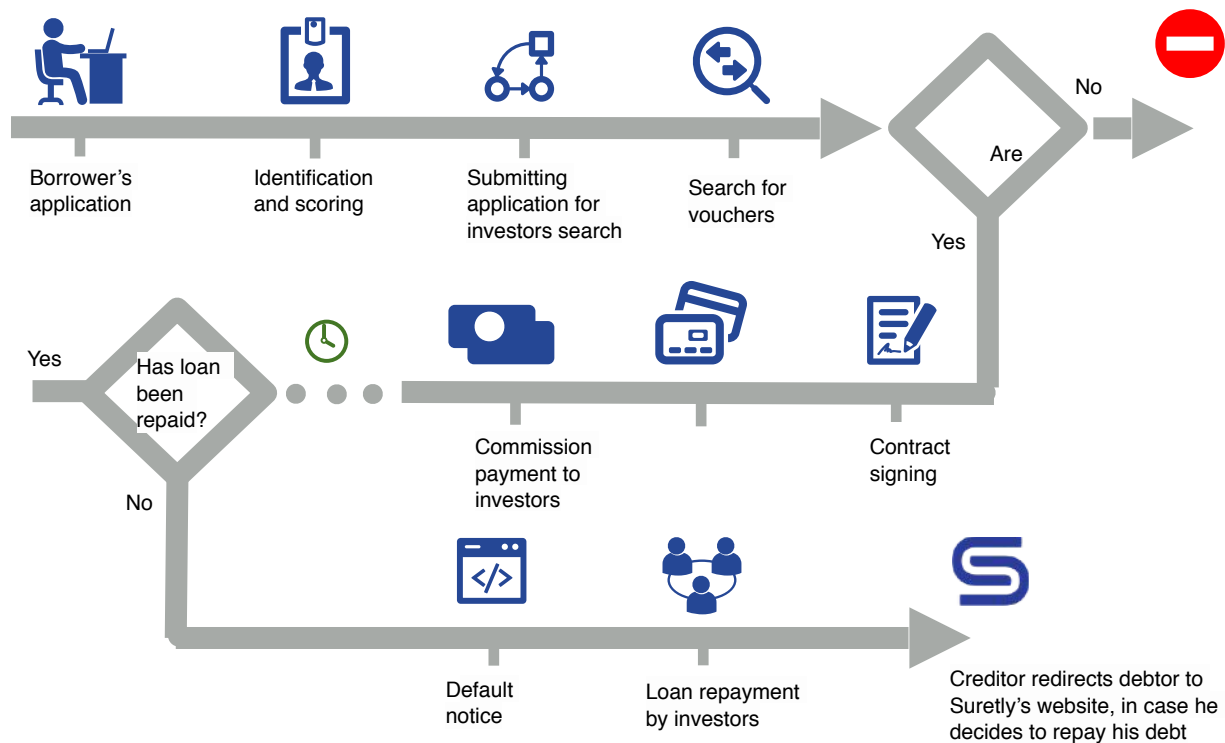 Borrower's
application
Identification
and scoring
Submitting
application for
investors search
Search for
vouchers
Are
No
Yes
Yes
Has loan
been
repaid?
No
Commission
payment to
investors
Contract
signing
Default
notice
Loan repayment
by investors
Creditor redirects debtor to
Suretly's website, in case he
decides to repay his debt